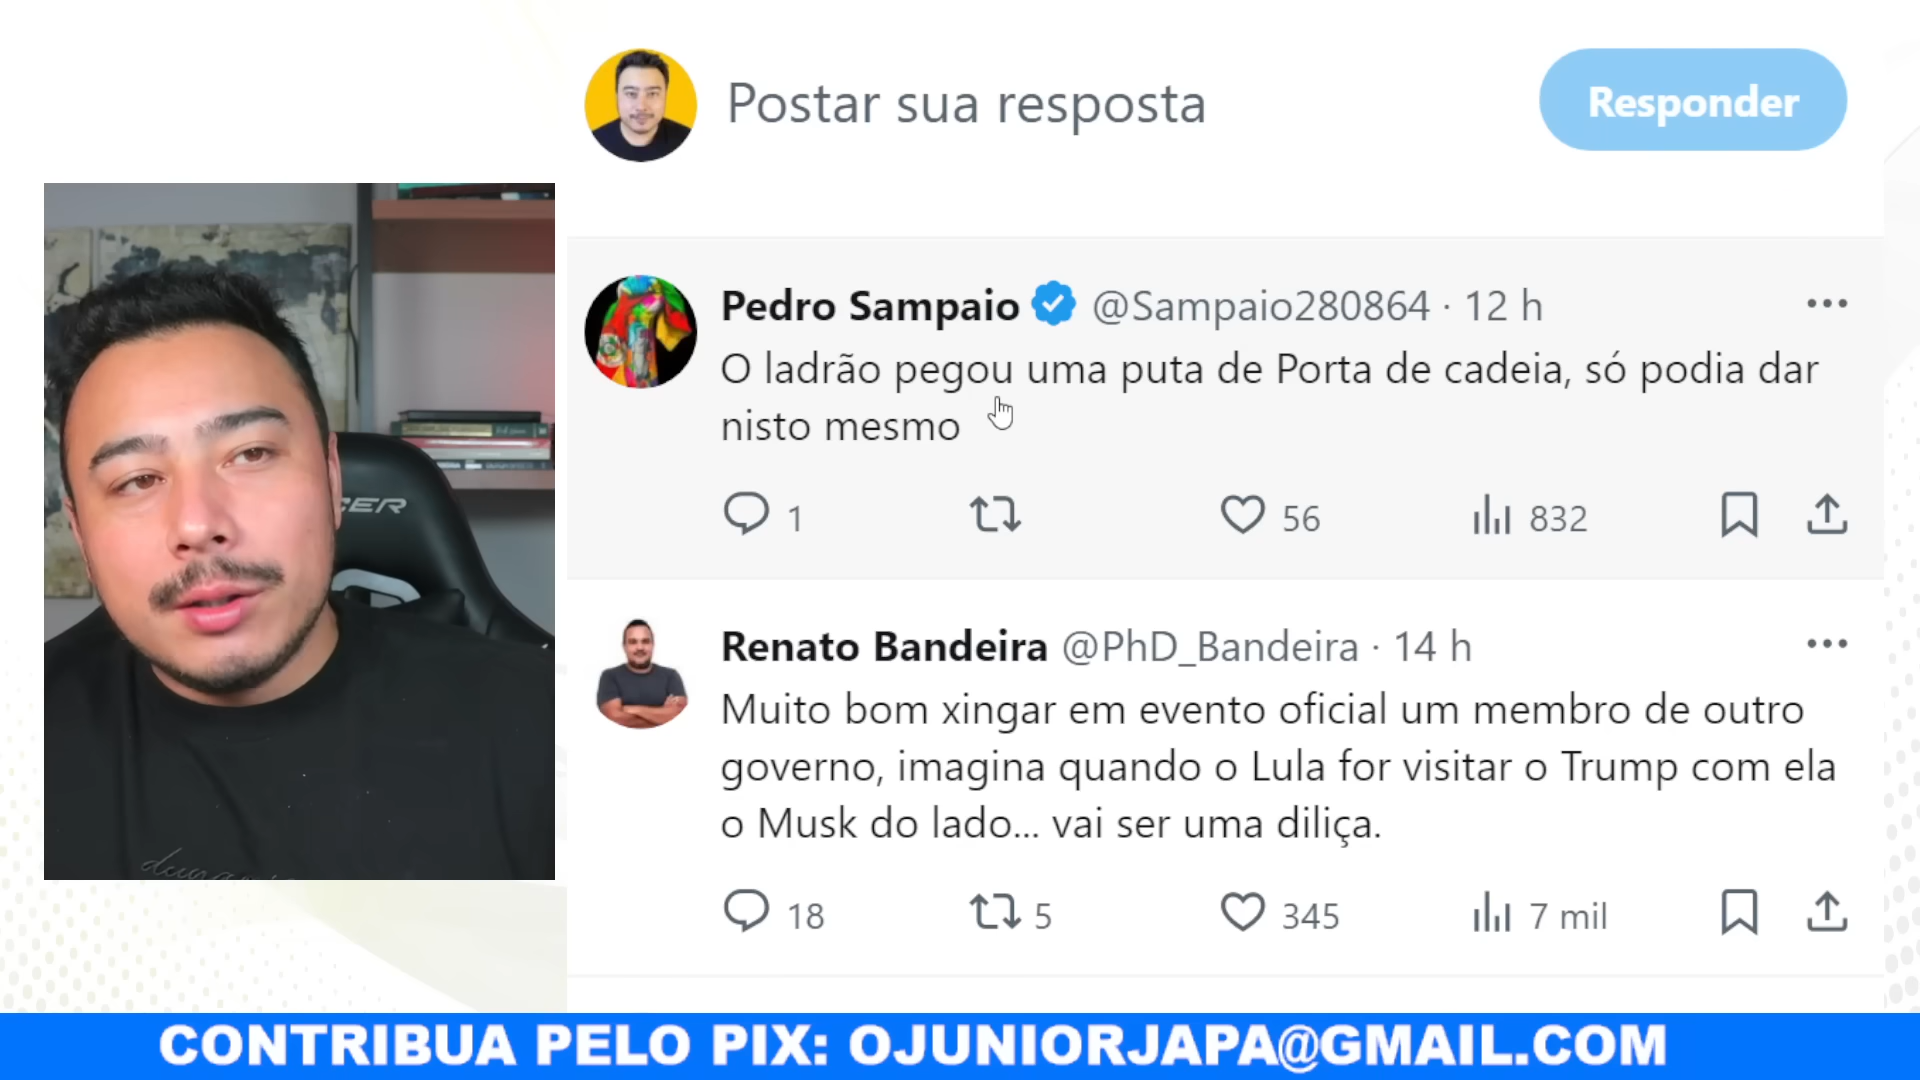 Postar sua resposta
Responder
Pedro Sampaio @Sampaio280864 · 12 h
O ladrão pegou uma puta de Porta de cadeia, só podia dar
nisto mesmo
1 56 832
CER
Renato Bandeira @PhD_Bandeira · 14 h
Muito bom xingar em evento oficial um membro de outro
governo, imagina quando o Lula for visitar o Trump com ela
o Musk do lado... vai ser uma diliça.
18 5 345 7 mil
CONTRIBUA PELO PIX: OJUNIORJAPA@GMAIL.COM